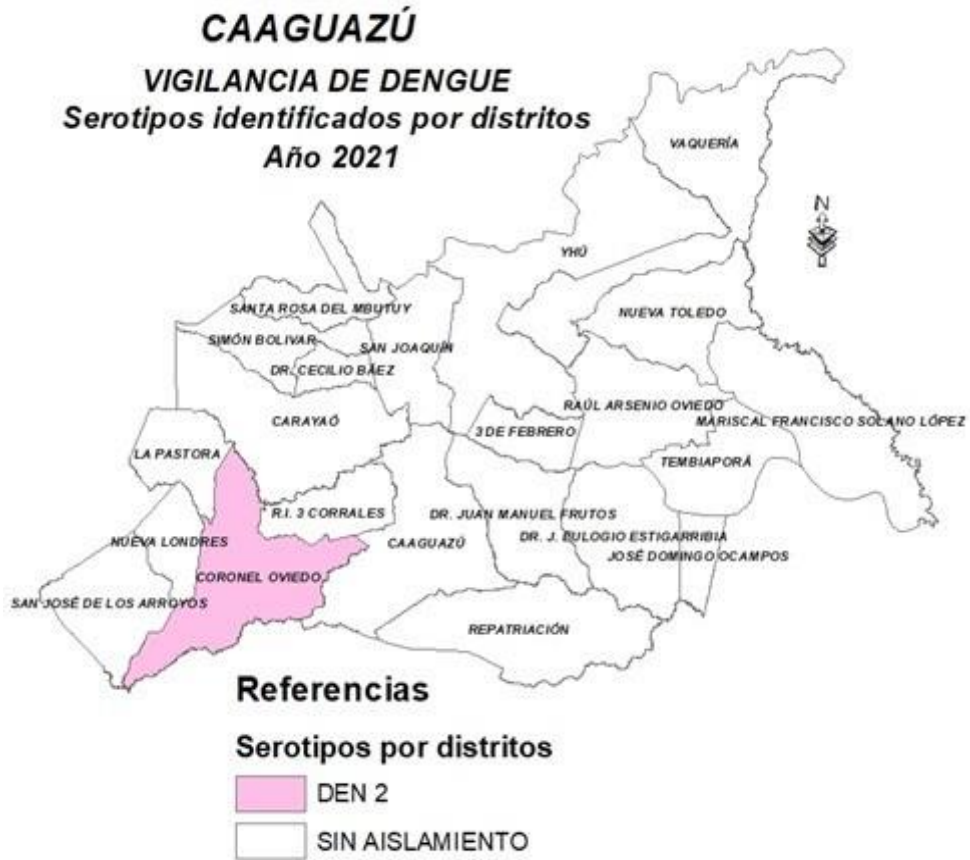 CAAGUAZÚ
VIGILANCIA DE DENGUE
Serotipos identificados por distritos
Año 2021
VAQUERÍA
N
YHÚ
SANTA ROSA DEL MBUTUY
NUEVA TOLEDO
SIMÓN BOLIVAR
SAN JOAQUÍN
DR. CECILIO BÁEZ
RAÚL ARSENIO OVIEDO
CARAYAÓ
MARISCAL FRANCISCO SOLANO LÓPEZ
3 DE FEBRERO
LA PASTORA
TEMBIAPORÁ
R.I. 3 CORRALES
DR. JUAN MANUEL FRUTOS
NUEVA LONDRES
CAAGUAZÚ
DR. J. EULOGIO ESTIGARRIBIA
JOSÉ DOMINGO OCAMPOS
CORONEL OVIEDO
SAN JOSÉ DE LOS ARROYOS
REPATRIACIÓN
Referencias
Serotipos por distritos
DEN 2
SIN AISLAMIENTO